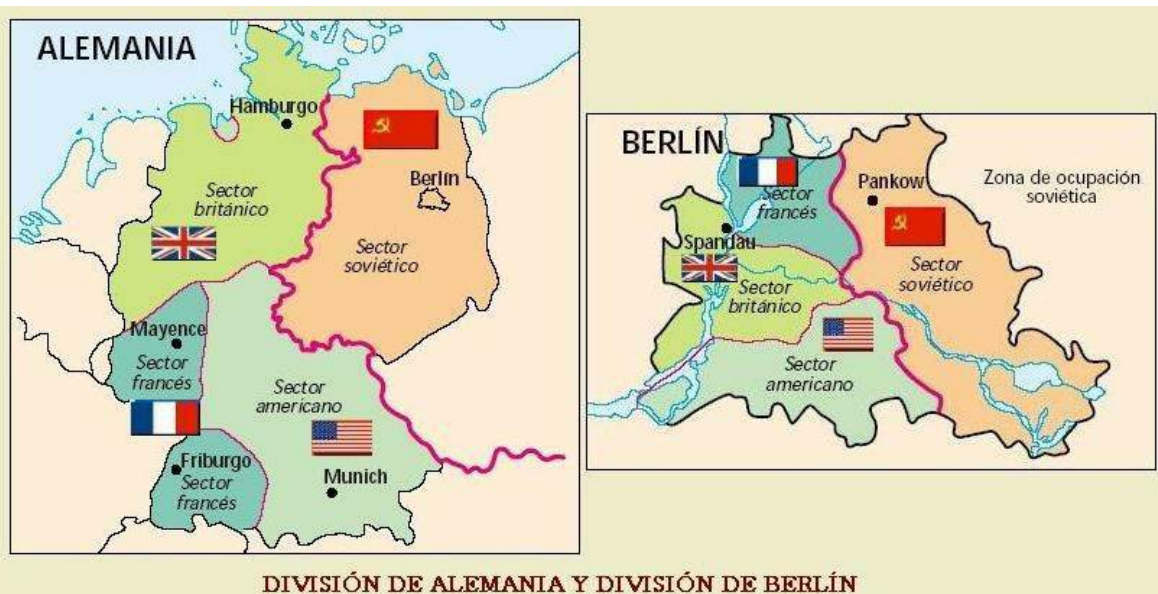 ALEMANIA
Hamburgo
Berlín
Sector
británico
Sector
soviético
Mayence
Sector
francés
Sector
americano
Friburgo
Sector
francés
Munich
BERLÍN
Pankow
Zona de ocupación
soviética
Sector
francés
Spandau
Sector
británico
Sector
soviético
Sector
americano
DIVISIÓN DE ALEMANIA Y DIVISIÓN DE BERLÍN